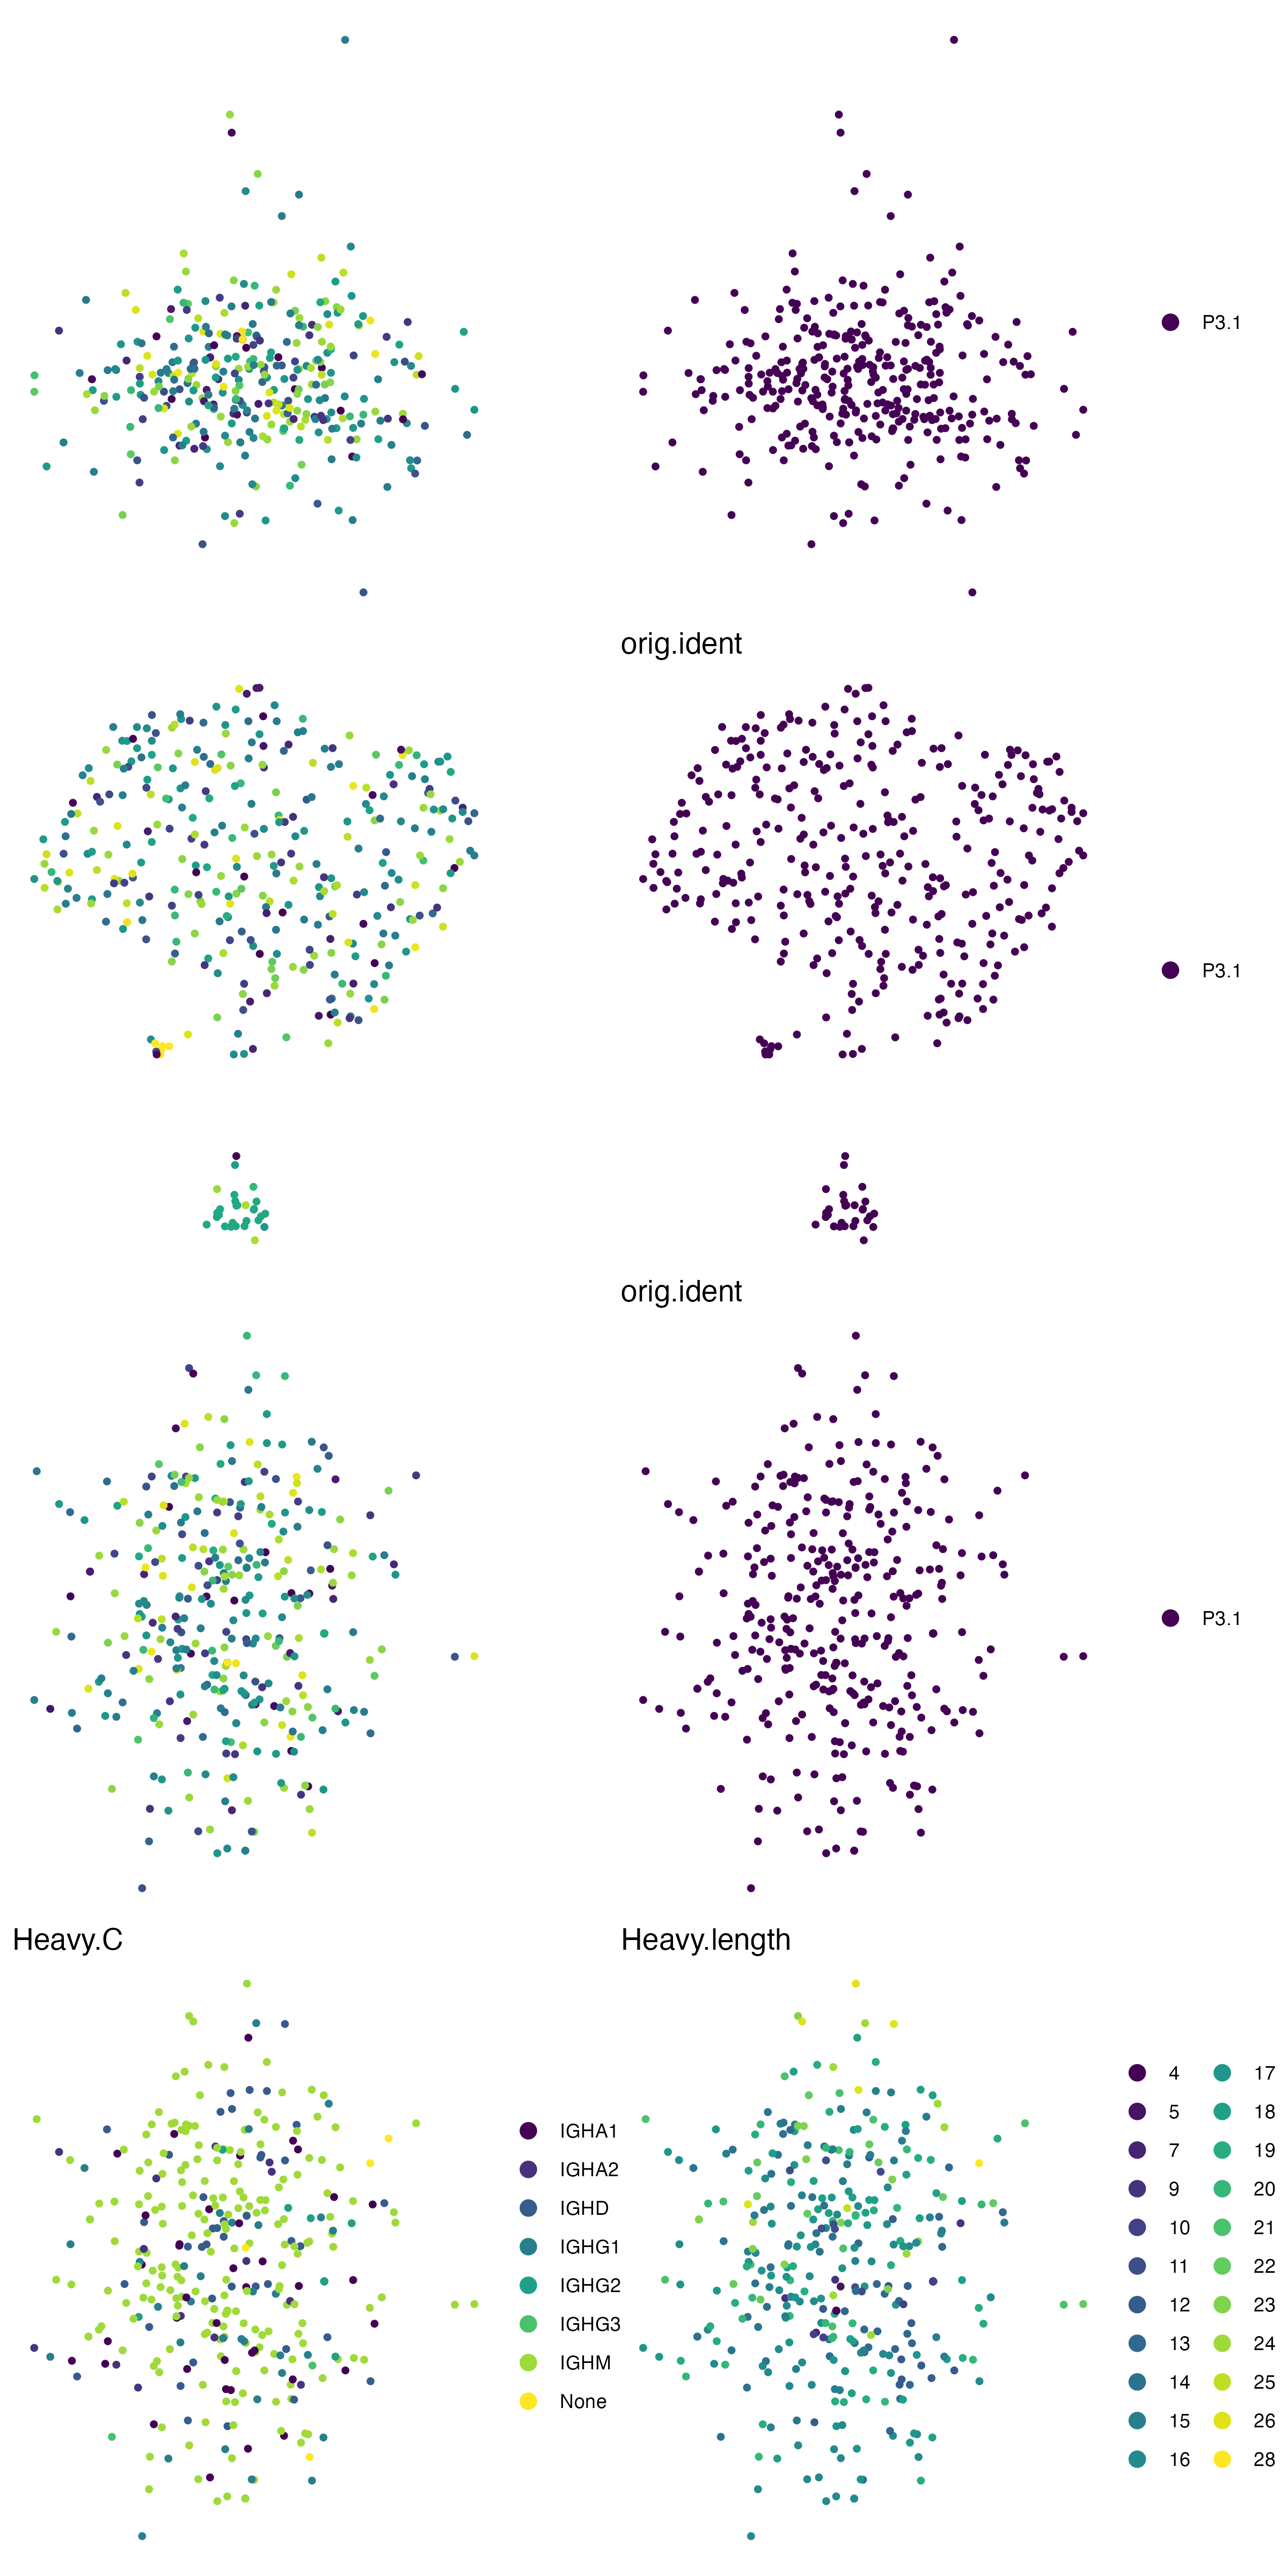 P3.1
orig.ident
P3.1
orig.ident
P3.1
Heavy.C
Heavy.length
IGHA1
IGHA2
IGHD
IGHG1
IGHG2
IGHG3
IGHM
None
4 17
5 18
7 19
9 20
10 21
11 22
12 23
13 24
14 25
15 26
16 28